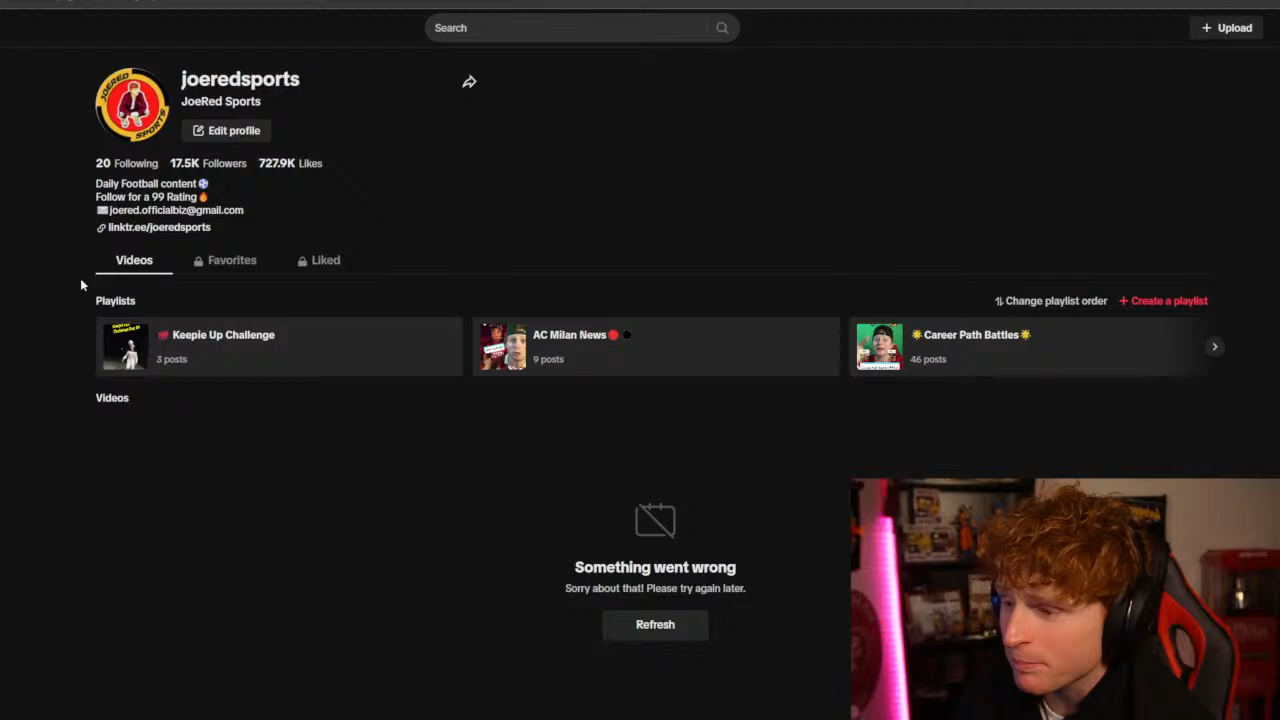 Search
+ Upload
JOERED
SPORTS
joeredsports
JoeRed Sports
Edit profile
20 Following 17.5K Followers 727.9K Likes
Daily Football content⚽
Follow for a 99 Rating🔥
✉️joered.officialbiz@gmail.com
linktr.ee/joeredsports
Videos Favorites Liked
Playlists
Change playlist order + Create a playlist
Keepie Up Challenge
3 posts
AC Milan News🔴⚫
9 posts
🌟Career Path Battles🌟
46 posts
Videos
Something went wrong
Sorry about that! Please try again later.
Refresh